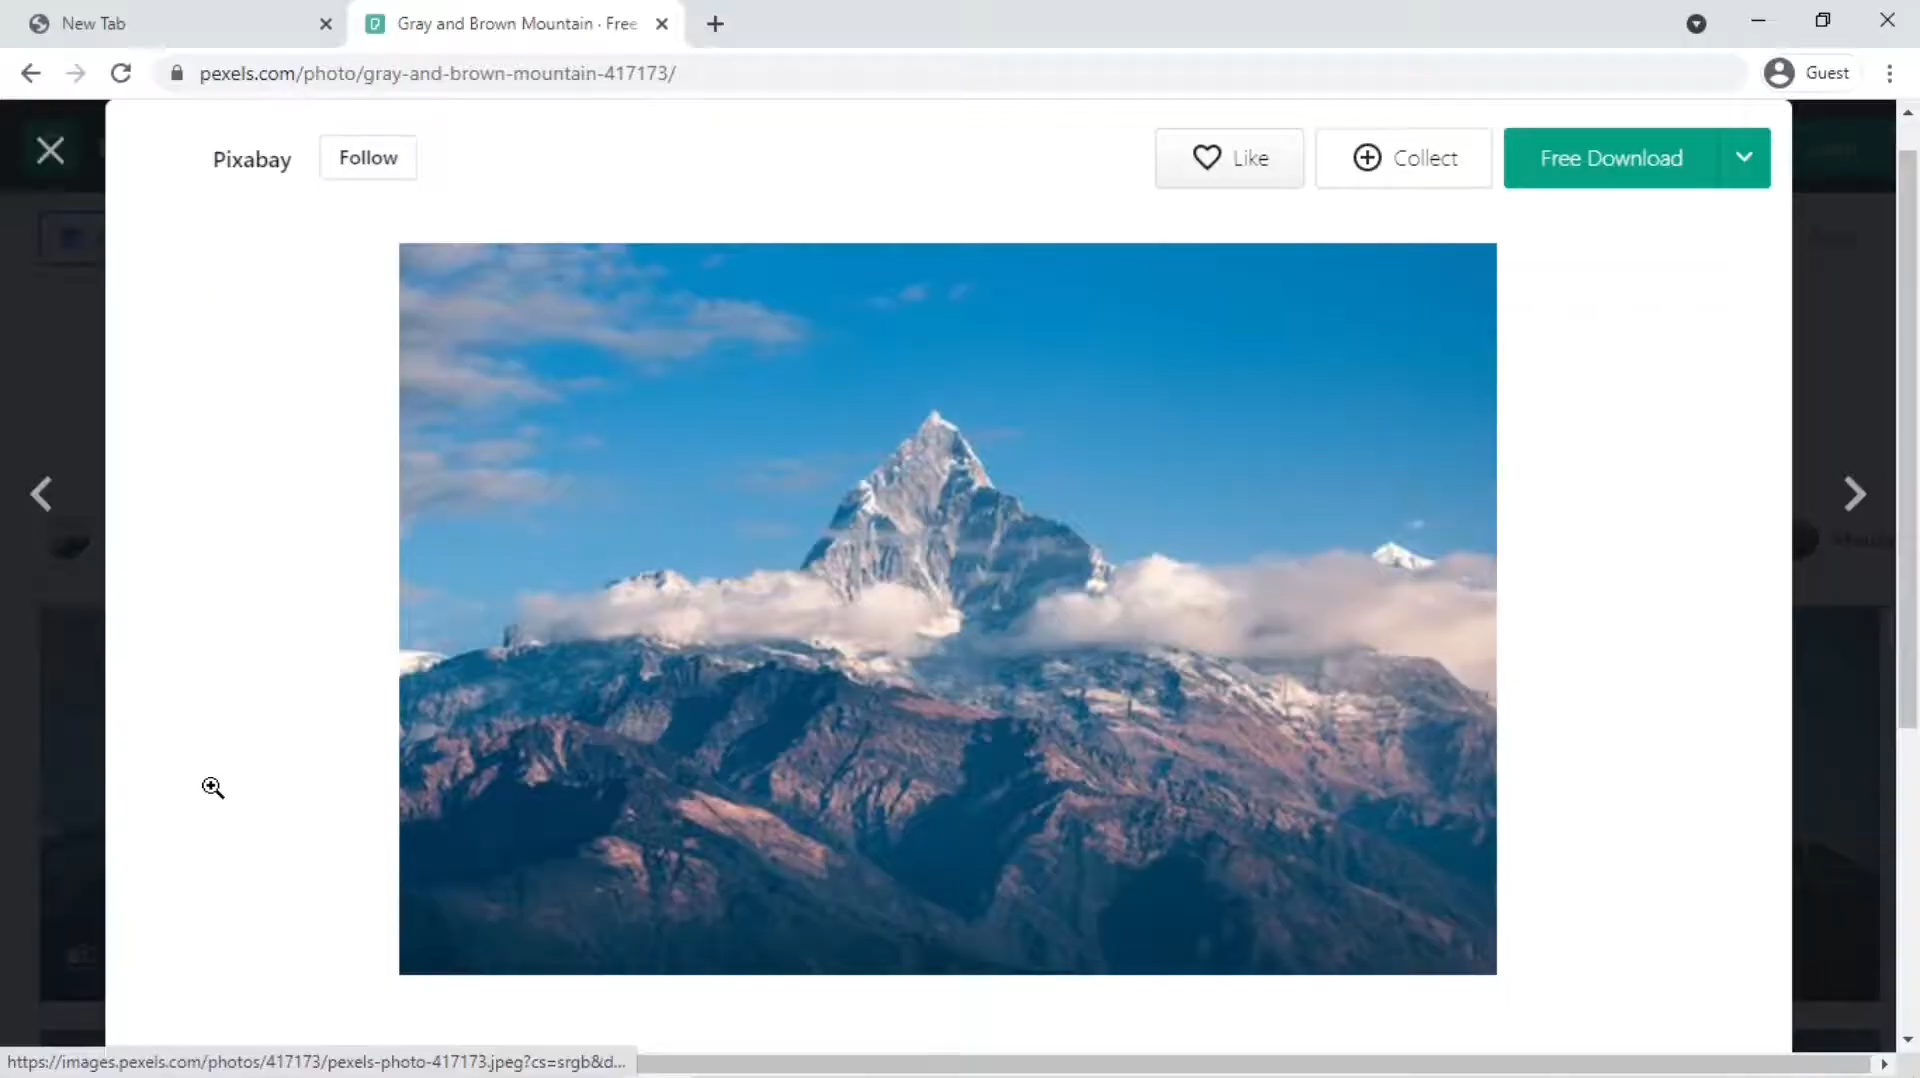 New Tab
Gray and Brown Mountain · Free
pexels.com/photo/gray-and-brown-mountain-417173/
Guest
Pixabay
Follow
Like
Collect
Free Download
https://images.pexels.com/photos/417173/pexels-photo-417173.jpeg?cs=srgb&d...